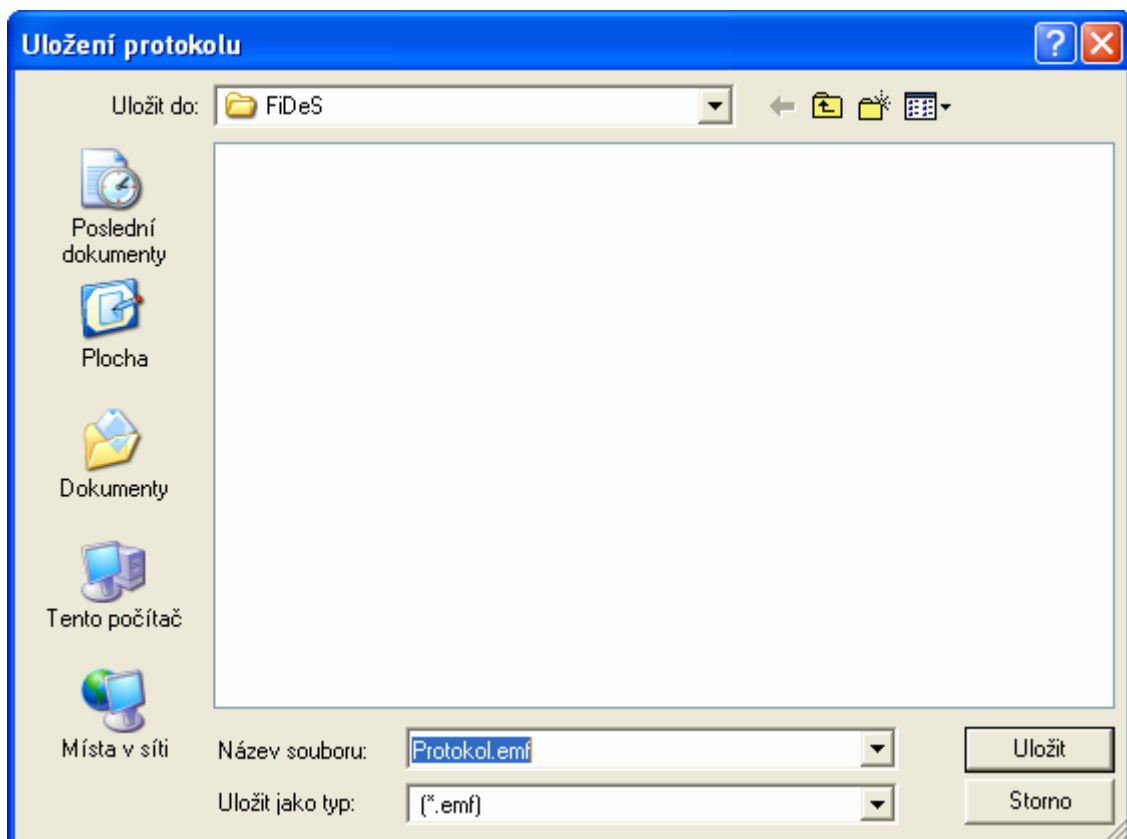 Uložení protokolu
Uložit do: FiDeS
Poslední
dokumenty
Plocha
Dokumenty
Tento počítač
Místa v síti
Název souboru: Protokol.emf Uložit
Uložit jako typ: (*.emf) Storno